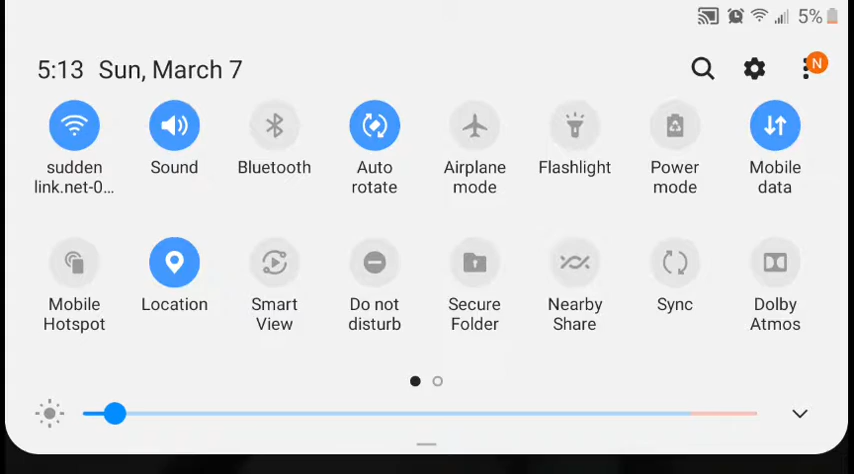 5%
5:13 Sun, March 7
N
sudden
link.net-0...
Sound
Bluetooth
Auto
rotate
Airplane
mode
Flashlight
Power
mode
Mobile
data
Mobile
Hotspot
Location
Smart
View
Do not
disturb
Secure
Folder
Nearby
Share
Sync
Dolby
Atmos